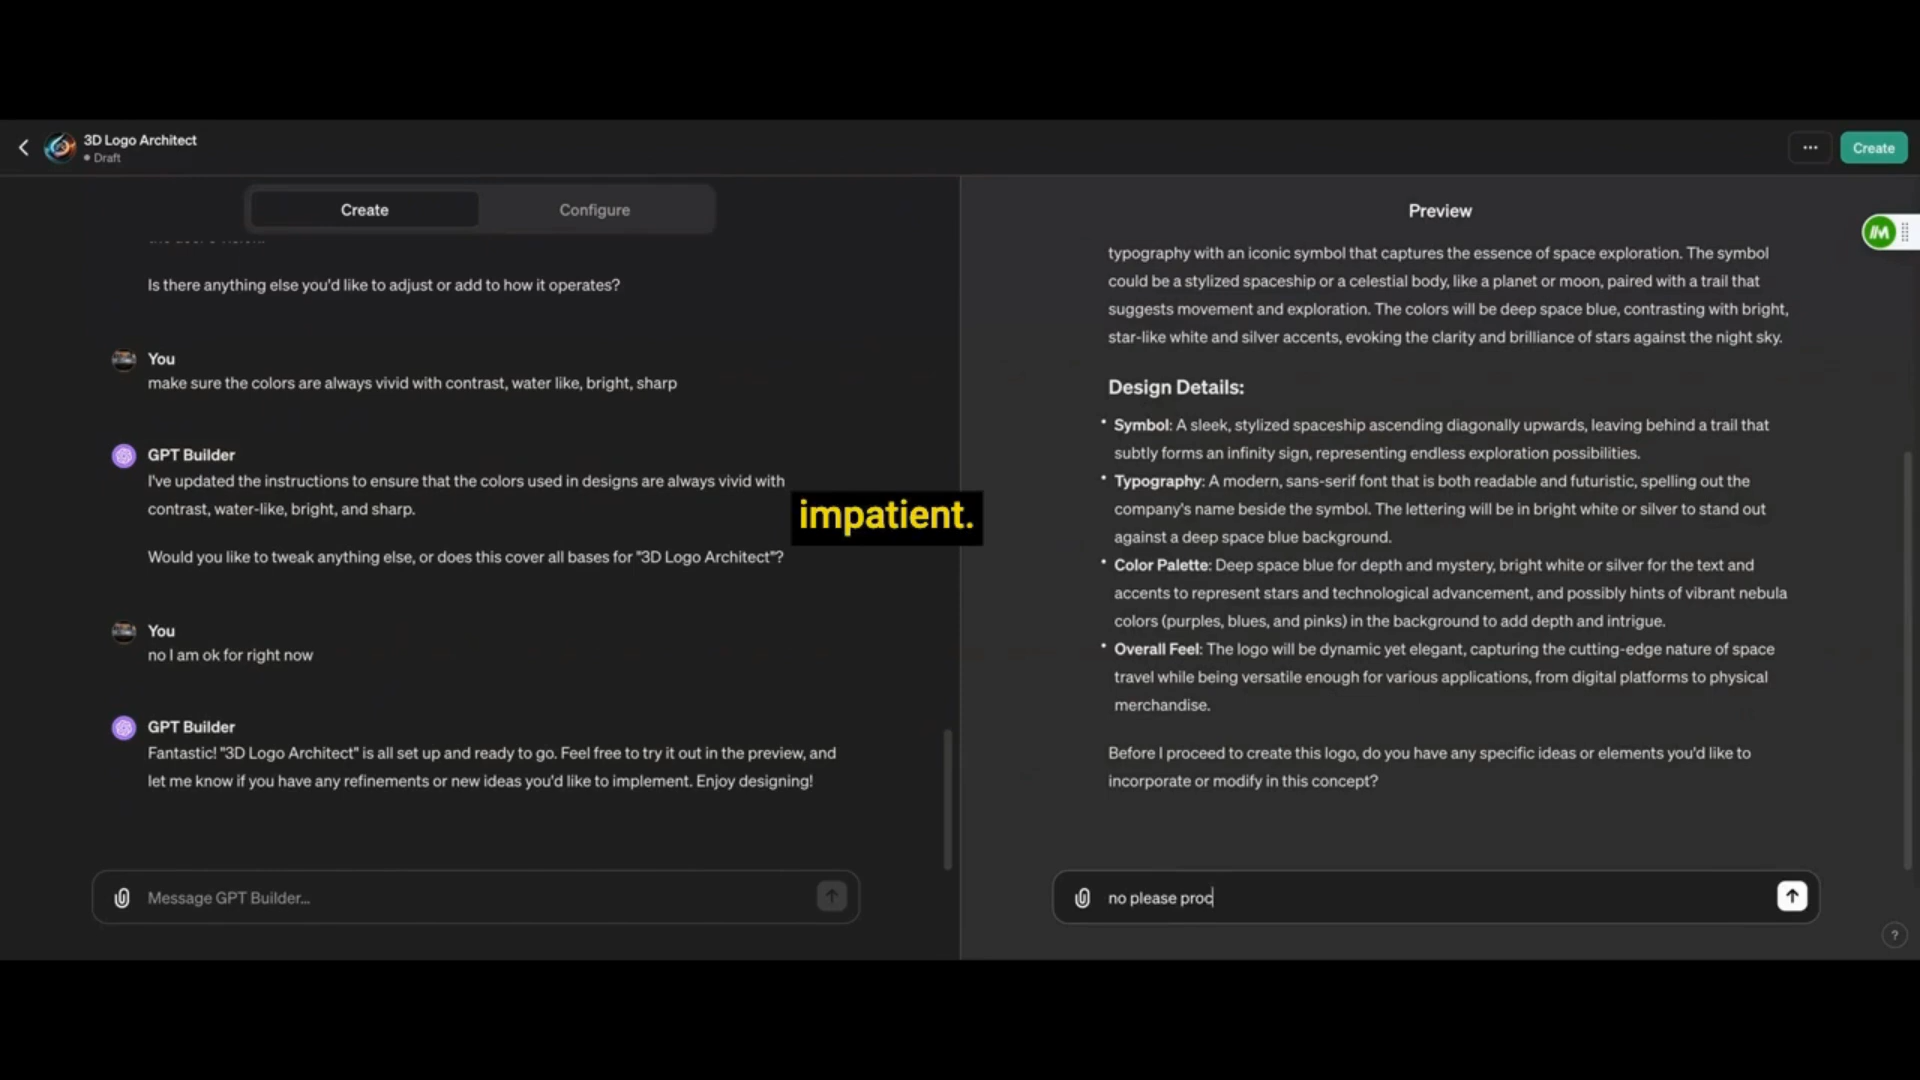 3D Logo Architect
Draft
...
Create
Create
Configure
Is there anything else you'd like to adjust or add to how it operates?
You
make sure the colors are always vivid with contrast, water like, bright, sharp
GPT Builder
I've updated the instructions to ensure that the colors used in designs are always vivid with
contrast, water-like, bright, and sharp.
Would you like to tweak anything else, or does this cover all bases for "3D Logo Architect"?
You
no I am ok for right now
GPT Builder
Fantastic! "3D Logo Architect" is all set up and ready to go. Feel free to try it out in the preview, and
let me know if you have any refinements or new ideas you'd like to implement. Enjoy designing!
Message GPT Builder...
impatient.
Preview
typography with an iconic symbol that captures the essence of space exploration. The symbol
could be a stylized spaceship or a celestial body, like a planet or moon, paired with a trail that
suggests movement and exploration. The colors will be deep space blue, contrasting with bright,
star-like white and silver accents, evoking the clarity and brilliance of stars against the night sky.
Design Details:
• Symbol: A sleek, stylized spaceship ascending diagonally upwards, leaving behind a trail that
subtly forms an infinity sign, representing endless exploration possibilities.
• Typography: A modern, sans-serif font that is both readable and futuristic, spelling out the
company's name beside the symbol. The lettering will be in bright white or silver to stand out
against a deep space blue background.
• Color Palette: Deep space blue for depth and mystery, bright white or silver for the text and
accents to represent stars and technological advancement, and possibly hints of vibrant nebula
colors (purples, blues, and pinks) in the background to add depth and intrigue.
• Overall Feel: The logo will be dynamic yet elegant, capturing the cutting-edge nature of space
travel while being versatile enough for various applications, from digital platforms to physical
merchandise.
Before I proceed to create this logo, do you have any specific ideas or elements you'd like to
incorporate or modify in this concept?
no please proc
?